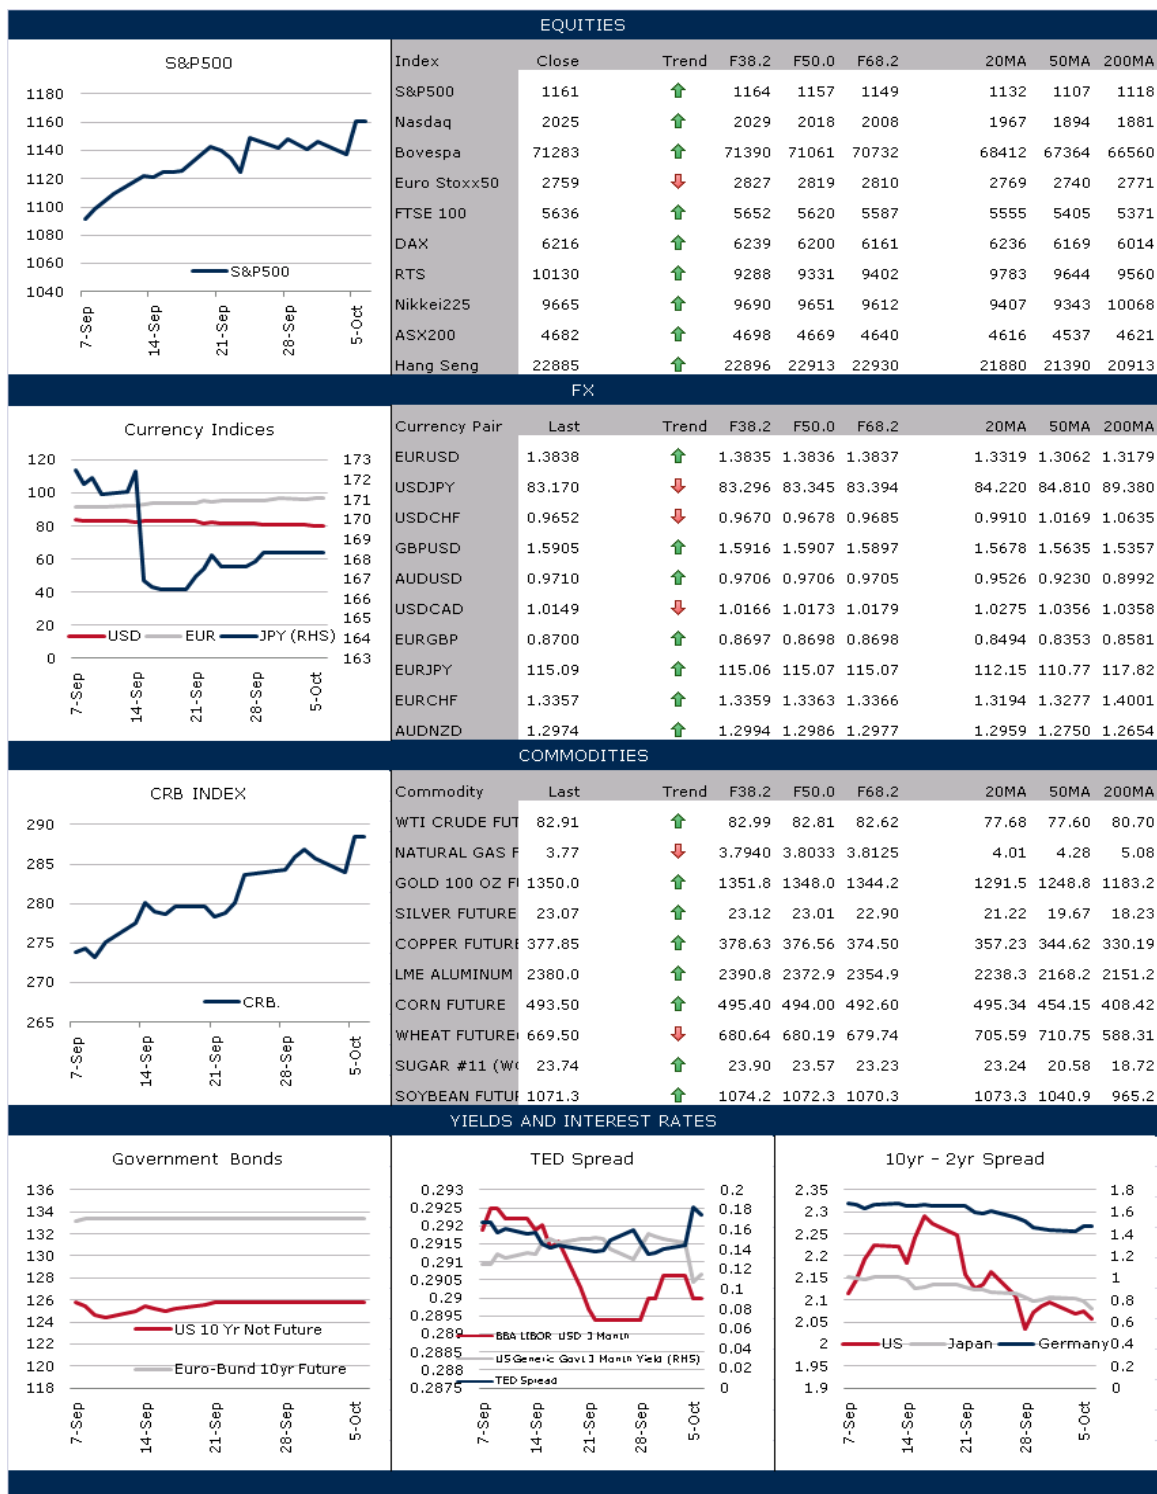 EQUITIES
S&P500
1180
1160
1140
1120
1100
1080
1060
1040
S&P500
7-Sep
14-Sep
21-Sep
28-Sep
5-Oct
Index Close Trend F38.2 F50.0 F68.2 20MA 50MA 200MA
S&P500 1161 1164 1157 1149 1132 1107 1118
Nasdaq 2025 2029 2018 2008 1967 1894 1881
Bovespa 71283 71390 71061 70732 68412 67364 66560
Euro Stoxx50 2759 2827 2819 2810 2769 2740 2771
FTSE 100 5636 5652 5620 5587 5555 5405 5371
DAX 6216 6239 6200 6161 6236 6169 6014
RTS 10130 9288 9331 9402 9783 9644 9560
Nikkei225 9665 9690 9651 9612 9407 9343 10068
ASX200 4682 4698 4669 4640 4616 4537 4621
Hang Seng 22885 22896 22913 22930 21880 21390 20913
FX
Currency Indices
120
100
80
60
40
20
0
173
172
171
170
169
168
167
166
165
164
163
USD EUR JPY (RHS)
7-Sep
14-Sep
21-Sep
28-Sep
5-Oct
Currency Pair Last Trend F38.2 F50.0 F68.2 20MA 50MA 200MA
EURUSD 1.3838 1.3835 1.3836 1.3837 1.3319 1.3062 1.3179
USDJPY 83.170 83.296 83.345 83.394 84.220 84.810 89.380
USDCHF 0.9652 0.9670 0.9678 0.9685 0.9910 1.0169 1.0635
GBPUSD 1.5905 1.5916 1.5907 1.5897 1.5678 1.5635 1.5357
AUDUSD 0.9710 0.9706 0.9706 0.9705 0.9526 0.9230 0.8992
USDCAD 1.0149 1.0166 1.0173 1.0179 1.0275 1.0356 1.0358
EURGBP 0.8700 0.8697 0.8698 0.8698 0.8494 0.8353 0.8581
EURJPY 115.09 115.06 115.07 115.07 112.15 110.77 117.82
EURCHF 1.3357 1.3359 1.3363 1.3366 1.3194 1.3277 1.4001
AUDNZD 1.2974 1.2994 1.2986 1.2977 1.2959 1.2750 1.2654
COMMODITIES
CRB INDEX
290
285
280
275
270
265
CRB.
7-Sep
14-Sep
21-Sep
28-Sep
5-Oct
Commodity Last Trend F38.2 F50.0 F68.2 20MA 50MA 200MA
WTI CRUDE FUT 82.91 82.99 82.81 82.62 77.68 77.60 80.70
NATURAL GAS F 3.77 3.7940 3.8033 3.8125 4.01 4.28 5.08
GOLD 100 OZ F 1350.0 1351.8 1348.0 1344.2 1291.5 1248.8 1183.2
SILVER FUTURE 23.07 23.12 23.01 22.90 21.22 19.67 18.23
COPPER FUTURE 377.85 378.63 376.56 374.50 357.23 344.62 330.19
LME ALUMINUM 2380.0 2390.8 2372.9 2354.9 2238.3 2168.2 2151.2
CORN FUTURE 493.50 495.40 494.00 492.60 495.34 454.15 408.42
WHEAT FUTURE 669.50 680.64 680.19 679.74 705.59 710.75 588.31
SUGAR #11 (W 23.74 23.90 23.57 23.23 23.24 20.58 18.72
SOYBEAN FUTU 1071.3 1074.2 1072.3 1070.3 1073.3 1040.9 965.2
YIELDS AND INTEREST RATES
Government Bonds
136
134
132
130
128
126
124
122
120
118
US 10 Yr Not Future
Euro-Bund 10yr Future
7-Sep
14-Sep
21-Sep
28-Sep
5-Oct
TED Spread
0.293
0.2925
0.292
0.2915
0.291
0.2905
0.29
0.2895
0.289
0.2885
0.288
0.2875
0.2
0.18
0.16
0.14
0.12
0.1
0.08
0.06
0.04
0.02
0
BBA LIBOR USD 3 Month
US Generic Govt 3 Month Yield (RHS)
TED Spread
7-Sep
14-Sep
21-Sep
28-Sep
5-Oct
10yr - 2yr Spread
2.35
2.3
2.25
2.2
2.15
2.1
2.05
2
1.95
1.9
1.8
1.6
1.4
1.2
1
0.8
0.6
0.4
0.2
0
US Japan Germany
7-Sep
14-Sep
21-Sep
28-Sep
5-Oct